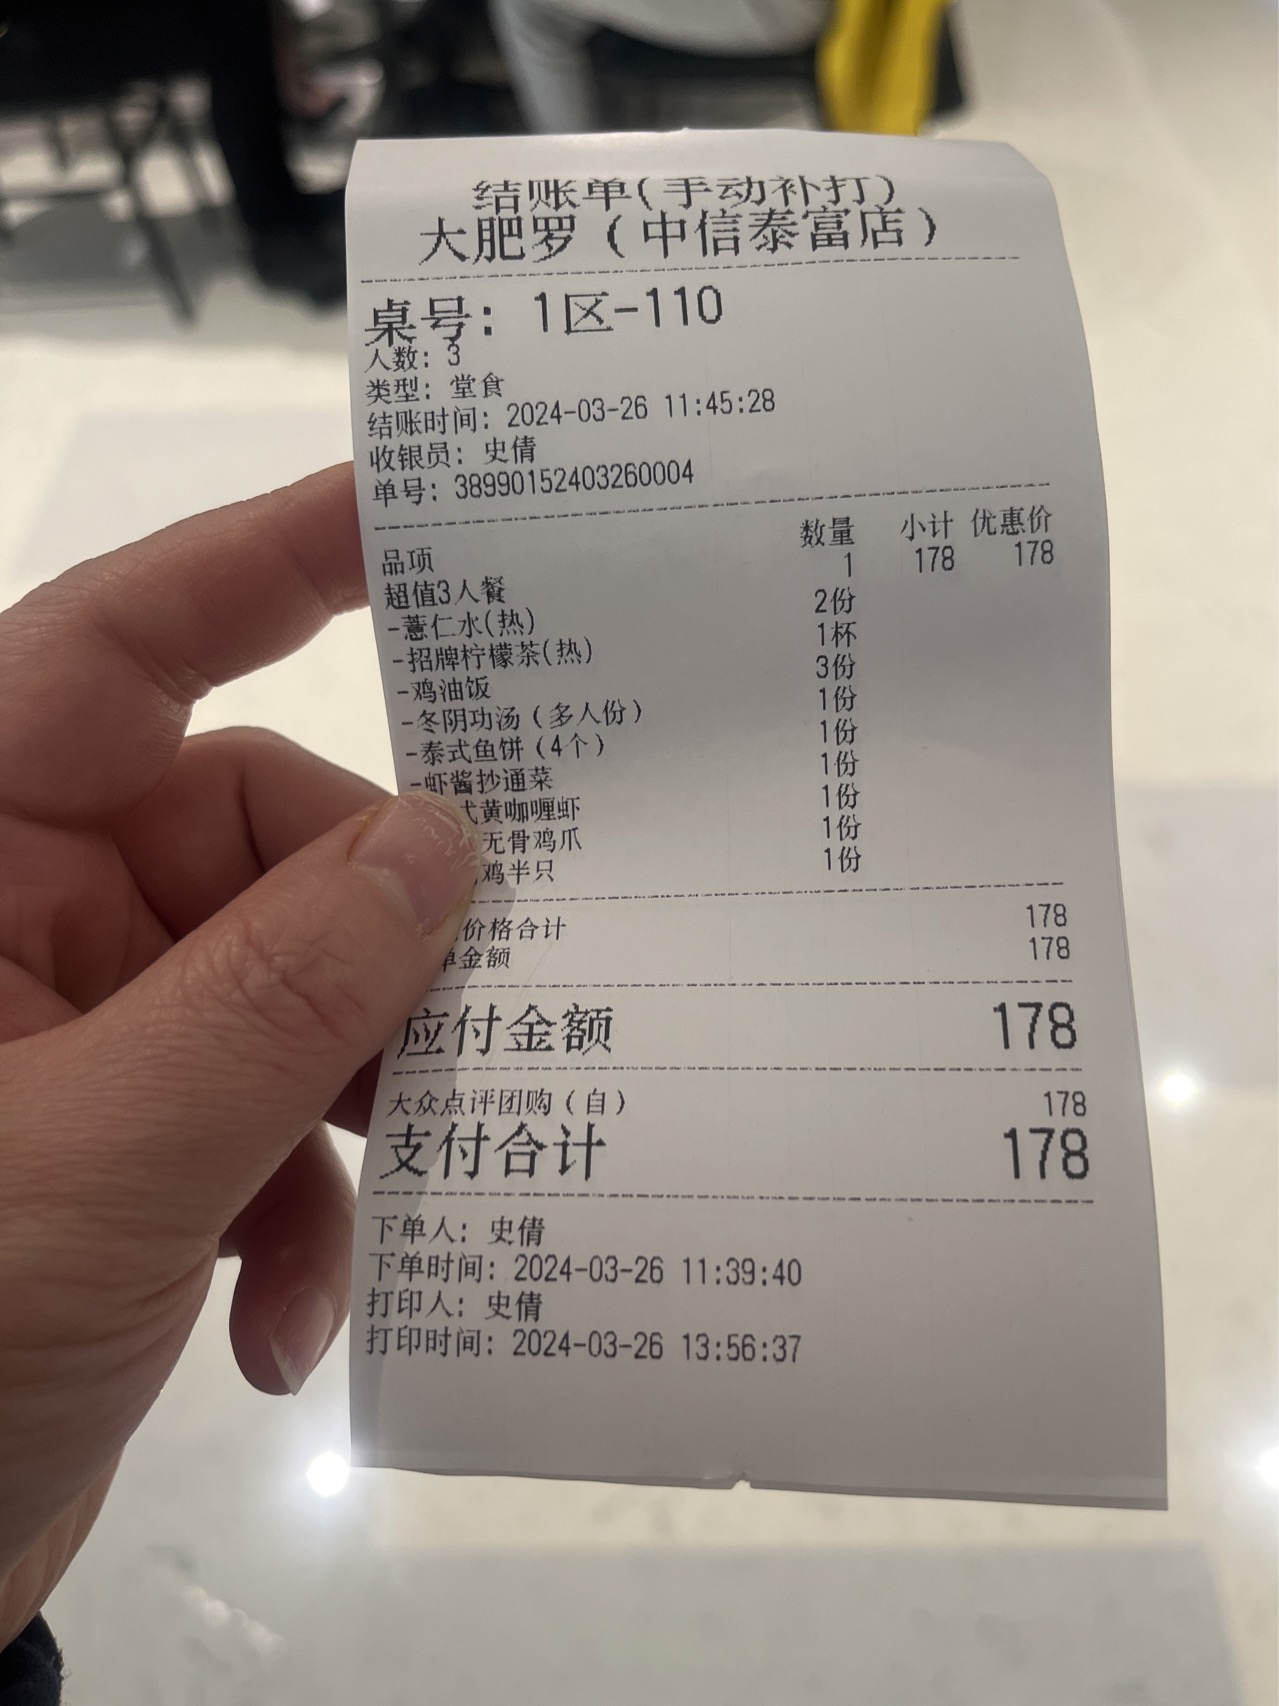 结账单(手动补打)
大肥罗（中信泰富店）
桌号: 1区-110
人数: 3
类型: 堂食
结账时间: 2024-03-26 11:45:28
收银员: 史倩
单号: 38990152403260004
品项 数量 小计 优惠价
超值3人餐 1 178 178
-薏仁水(热) 2份
-招牌柠檬茶(热) 1杯
-鸡油饭 3份
-冬阴功汤（多人份） 1份
-泰式鱼饼（4个） 1份
-虾酱抄通菜 1份
式黄咖喱虾 1份
无骨鸡爪 1份
鸡半只 1份
价格合计 178
单金额 178
应付金额 178
大众点评团购（自） 178
支付合计 178
下单人: 史倩
下单时间: 2024-03-26 11:39:40
打印人: 史倩
打印时间: 2024-03-26 13:56:37